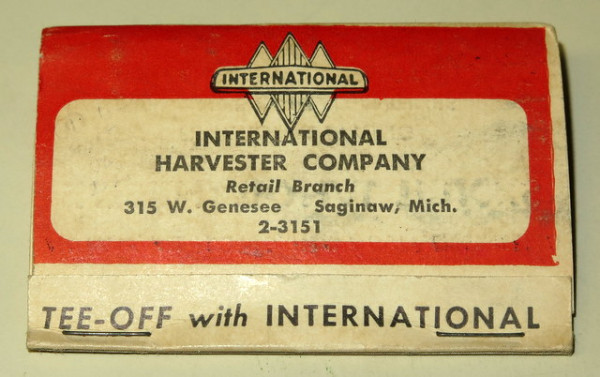 INTERNATIONAL
INTERNATIONAL
HARVESTER COMPANY
Retail Branch
315 W. Genesee Saginaw, Mich.
2-3151
TEE-OFF with INTERNATIONAL